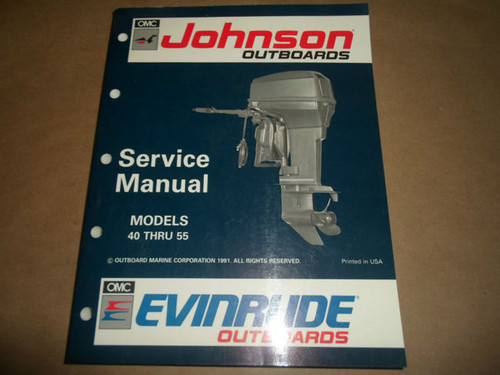 OMC
Johnson
OUTBOARDS
Service
Manual
MODELS
40 THRU 55
© OUTBOARD MARINE CORPORATION 1991. ALL RIGHTS RESERVED.
Printed in USA
OMC
EVINRUDE
OUTBOARDS